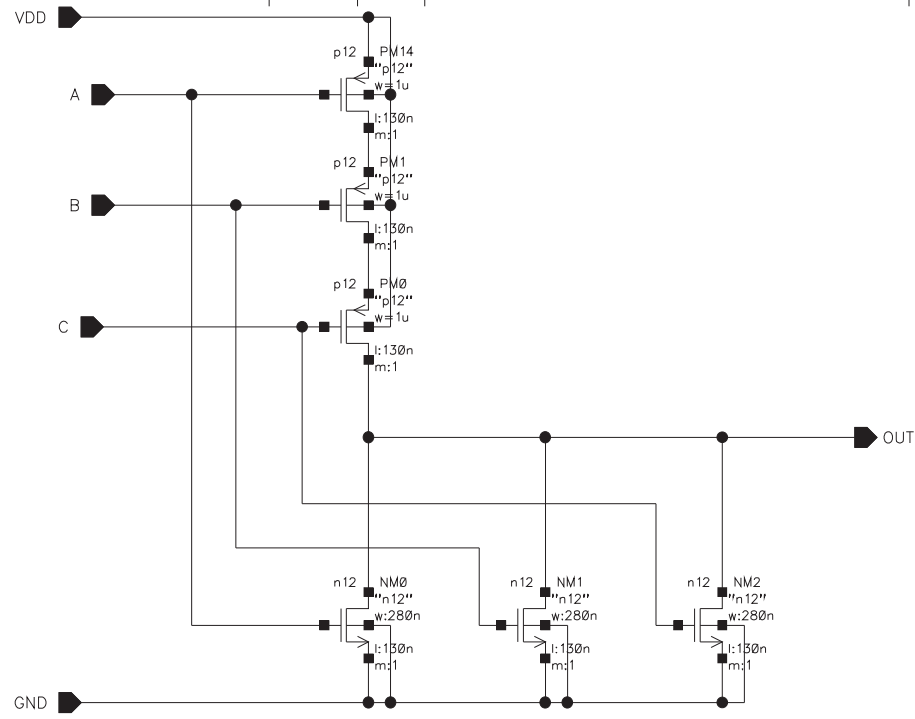 VDD
p12 PM14
"p12"
w=1u
A
l:130n
m:1
p12 PM1
"p12"
w=1u
B
l:130n
m:1
p12 PM0
"p12"
w=1u
C
l:130n
m:1
OUT
n12 NM0
"n12"
w:280n
l:130n
m:1
n12 NM1
"n12"
w:280n
l:130n
m:1
n12 NM2
"n12"
w:280n
l:130n
m:1
GND